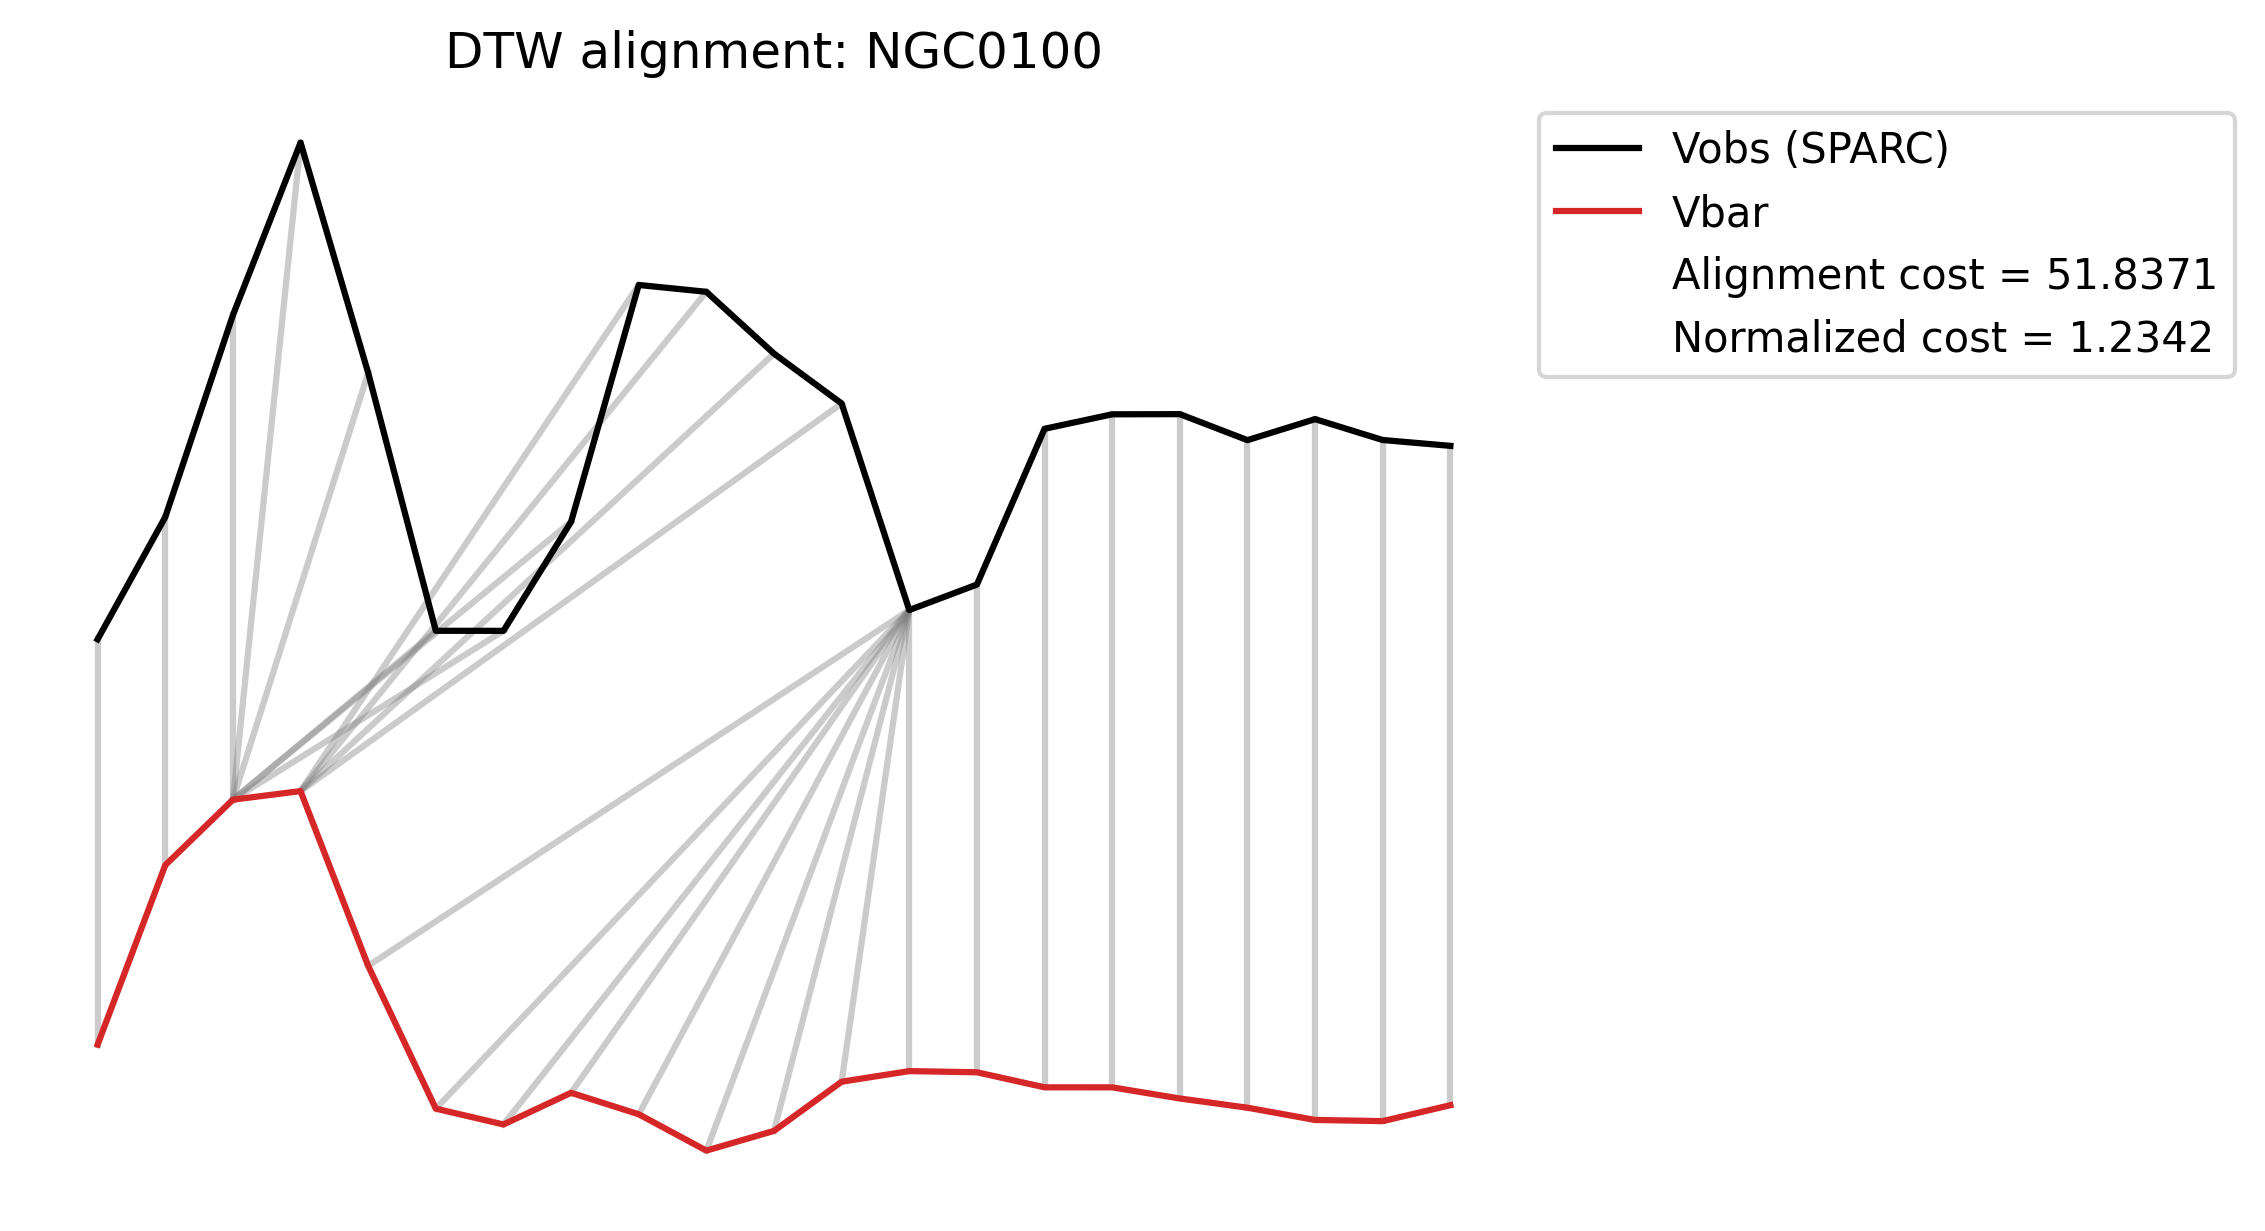 DTW alignment: NGC0100
Vobs (SPARC)
Vbar
Alignment cost = 51.8371
Normalized cost = 1.2342